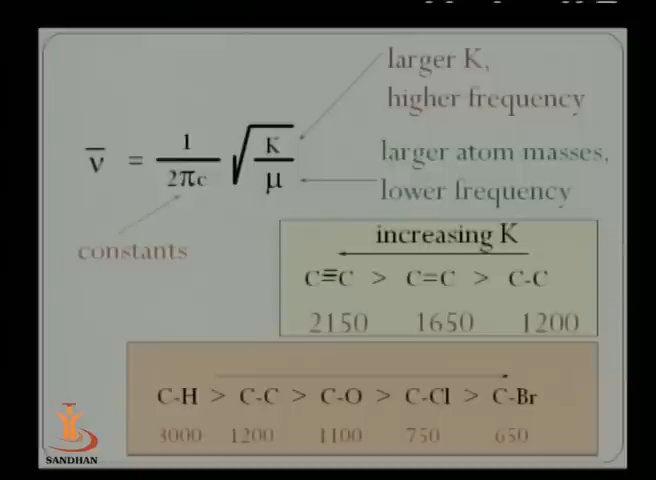 larger K,
higher frequency
ν̄ = 1/2πc √K/μ
larger atom masses,
lower frequency
constants
increasing K
C≡C > C=C > C-C
2150 1650 1200
C-H > C-C > C-O > C-Cl > C-Br
3000 1200 1100 750 650
SANDHAN